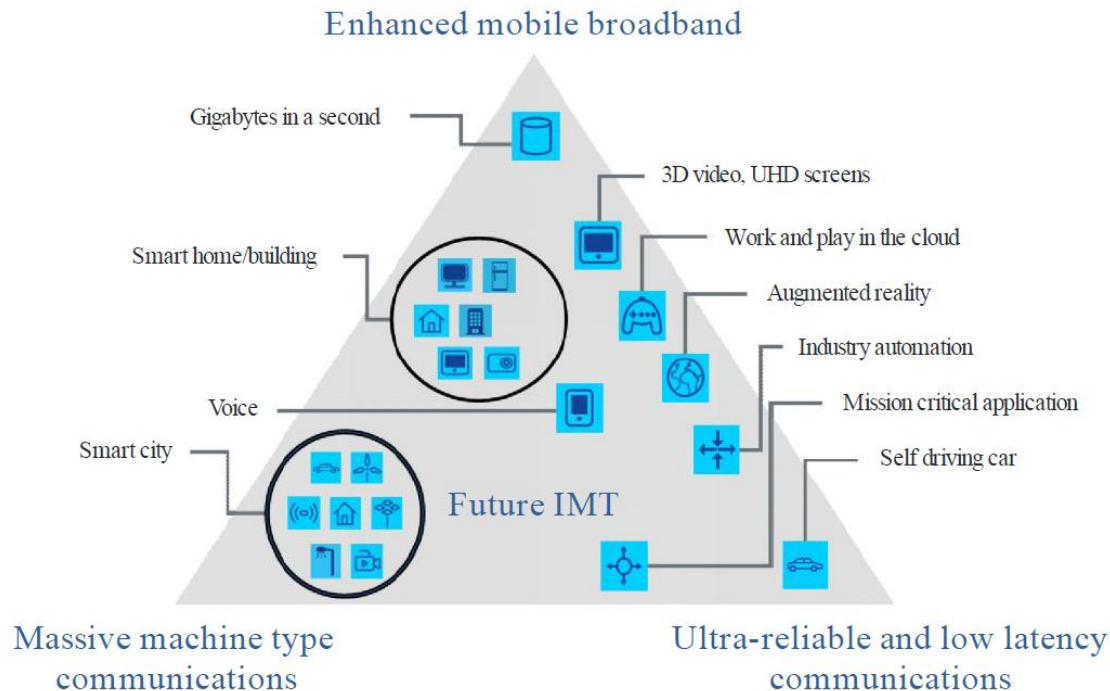 Enhanced mobile broadband
Gigabytes in a second
3D video, UHD screens
Work and play in the cloud
Smart home/building
Augmented reality
Industry automation
Voice
Mission critical application
Smart city
Self driving car
Future IMT
Massive machine type
communications
Ultra-reliable and low latency
communications